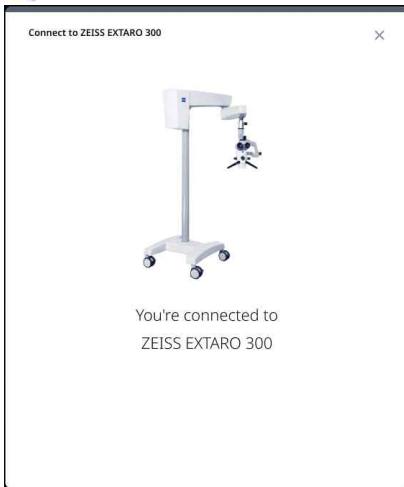 Connect to ZEISS EXTARO 300
You're connected to
ZEISS EXTARO 300